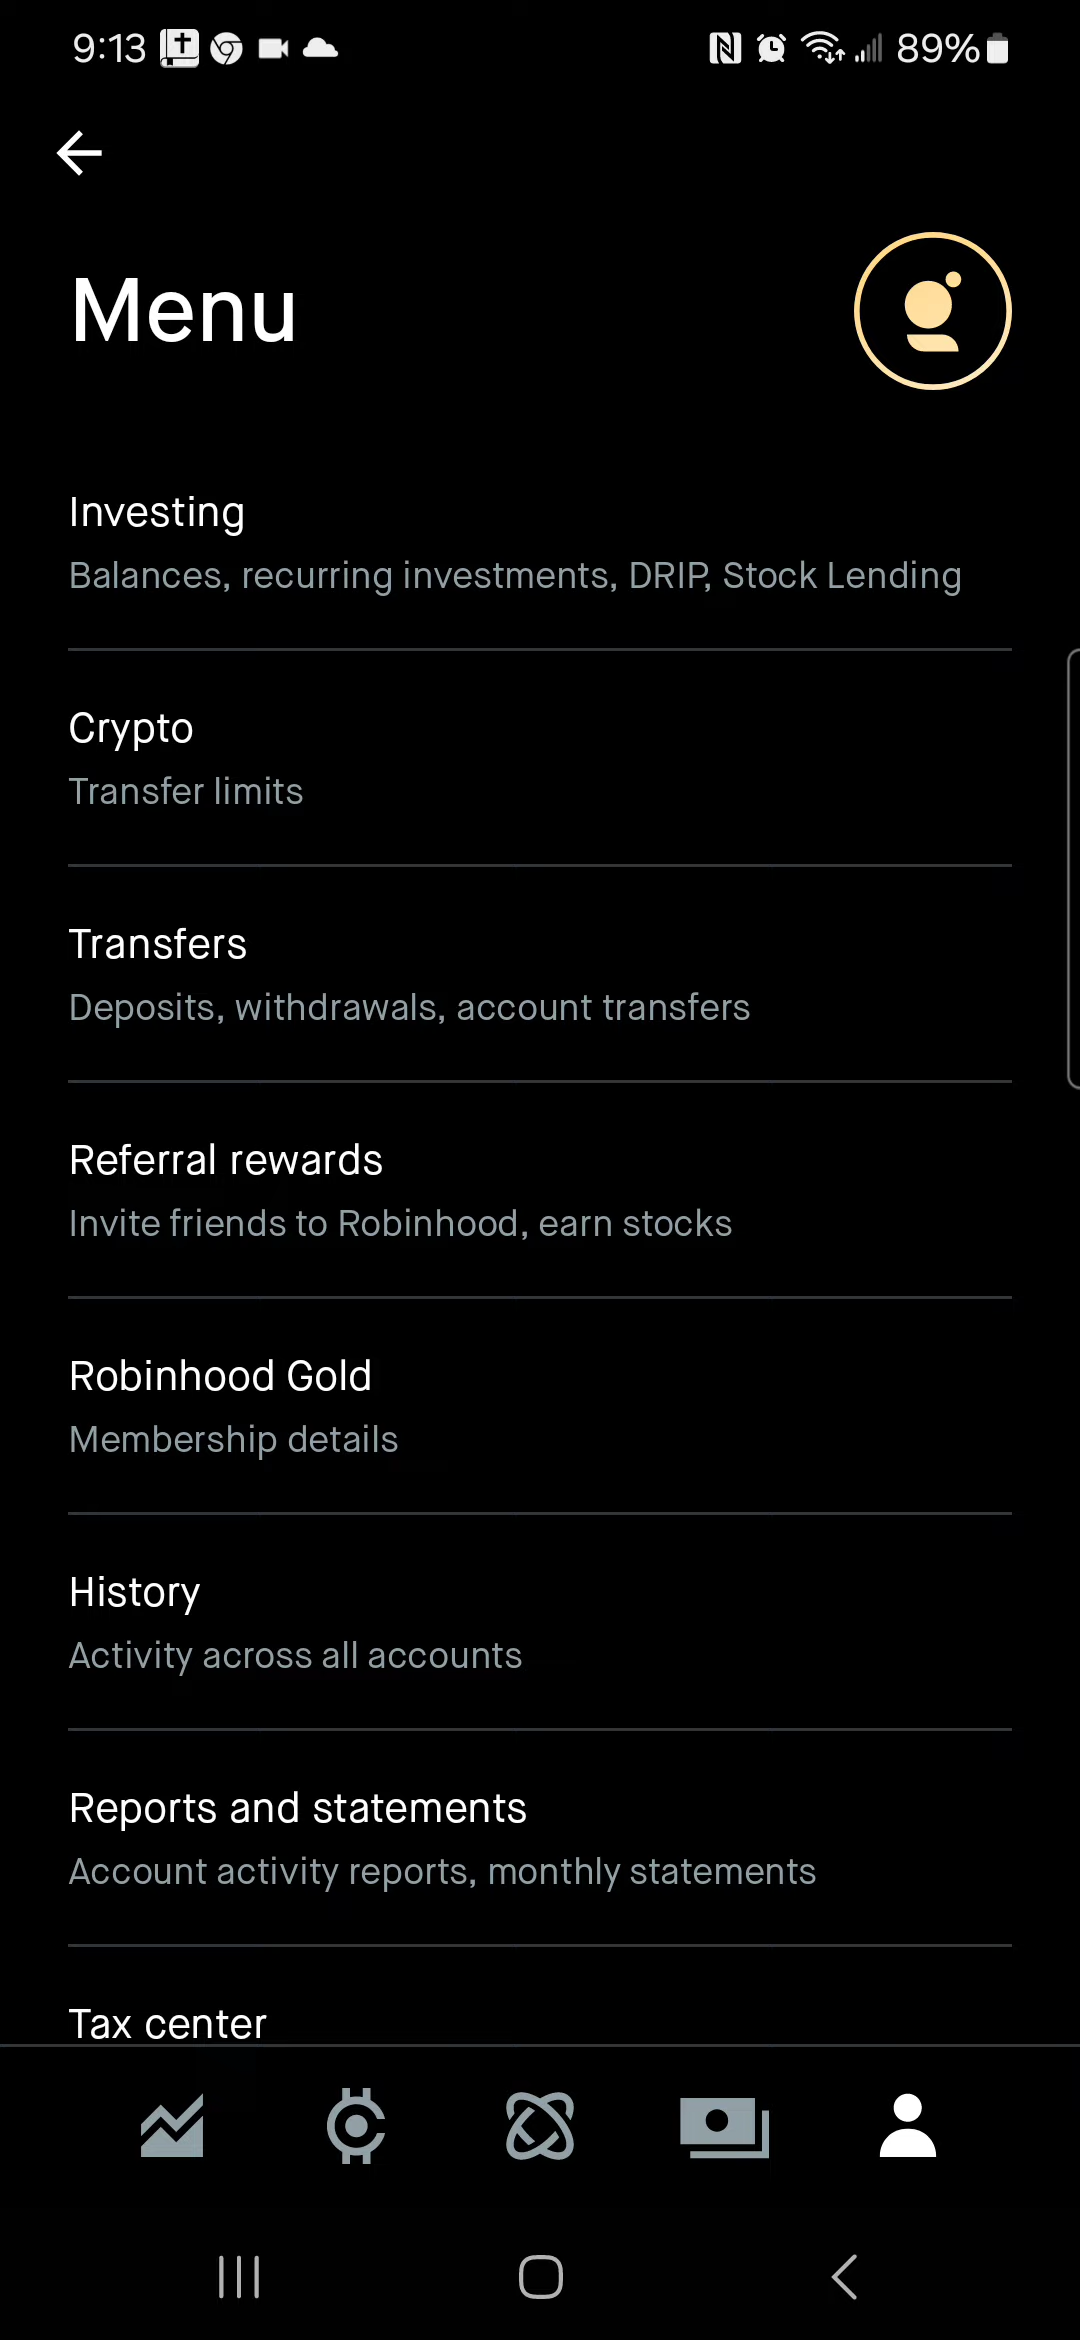 9:13
89%
Menu
Investing
Balances, recurring investments, DRIP, Stock Lending
Crypto
Transfer limits
Transfers
Deposits, withdrawals, account transfers
Referral rewards
Invite friends to Robinhood, earn stocks
Robinhood Gold
Membership details
History
Activity across all accounts
Reports and statements
Account activity reports, monthly statements
Tax center